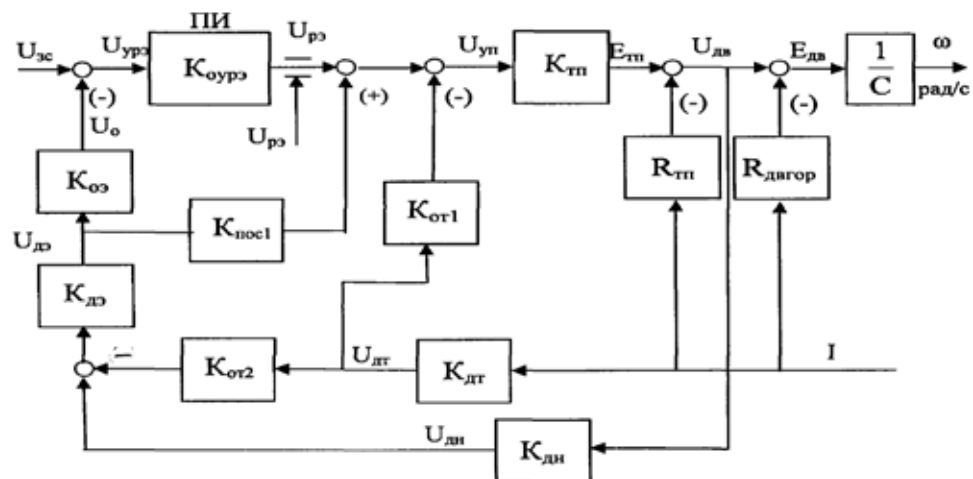 ПИ
Uзс
Uурэ
Kоурэ
Uрэ
Uуп
Kтп
Eтп
Uдв
Eдв
1
C
ω
рад/с
(-)
(+)
(-)
(-)
(-)
Uо
Uрэ
Kоэ
Rтп
Rдвгор
Kот1
Kпос1
Uдэ
Kдэ
Kот2
Uдт
Kдт
I
Uдн
Kдн